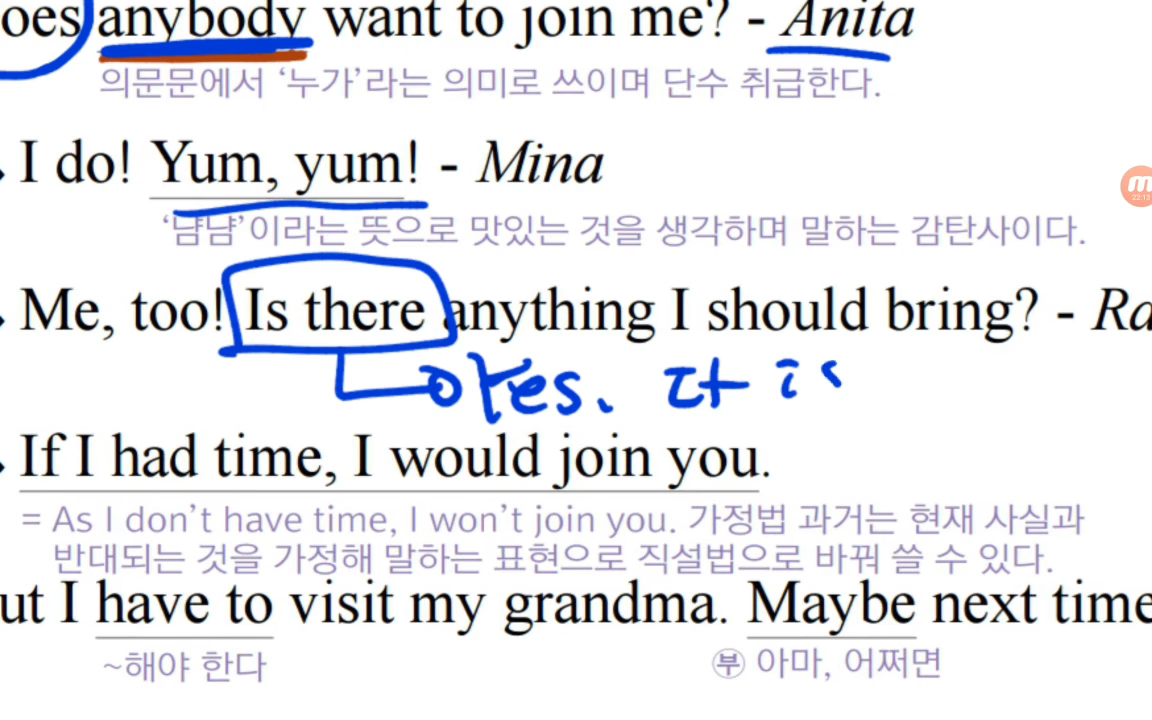 oes anybody want to join me? - Anita
의문문에서 ‘누가’라는 의미로 쓰이며 단수 취급한다.
I do! Yum, yum! - Mina
‘냠냠’이라는 뜻으로 맛있는 것을 생각하며 말하는 감탄사이다.
Me, too! Is there anything I should bring? - Ra
Yes. It is
If I had time, I would join you.
= As I don’t have time, I won’t join you. 가정법 과거는 현재 사실과
반대되는 것을 가정해 말하는 표현으로 직설법으로 바꿔 쓸 수 있다.
ut I have to visit my grandma. Maybe next time
~해야 한다 ㉥ 아마, 어쩌면